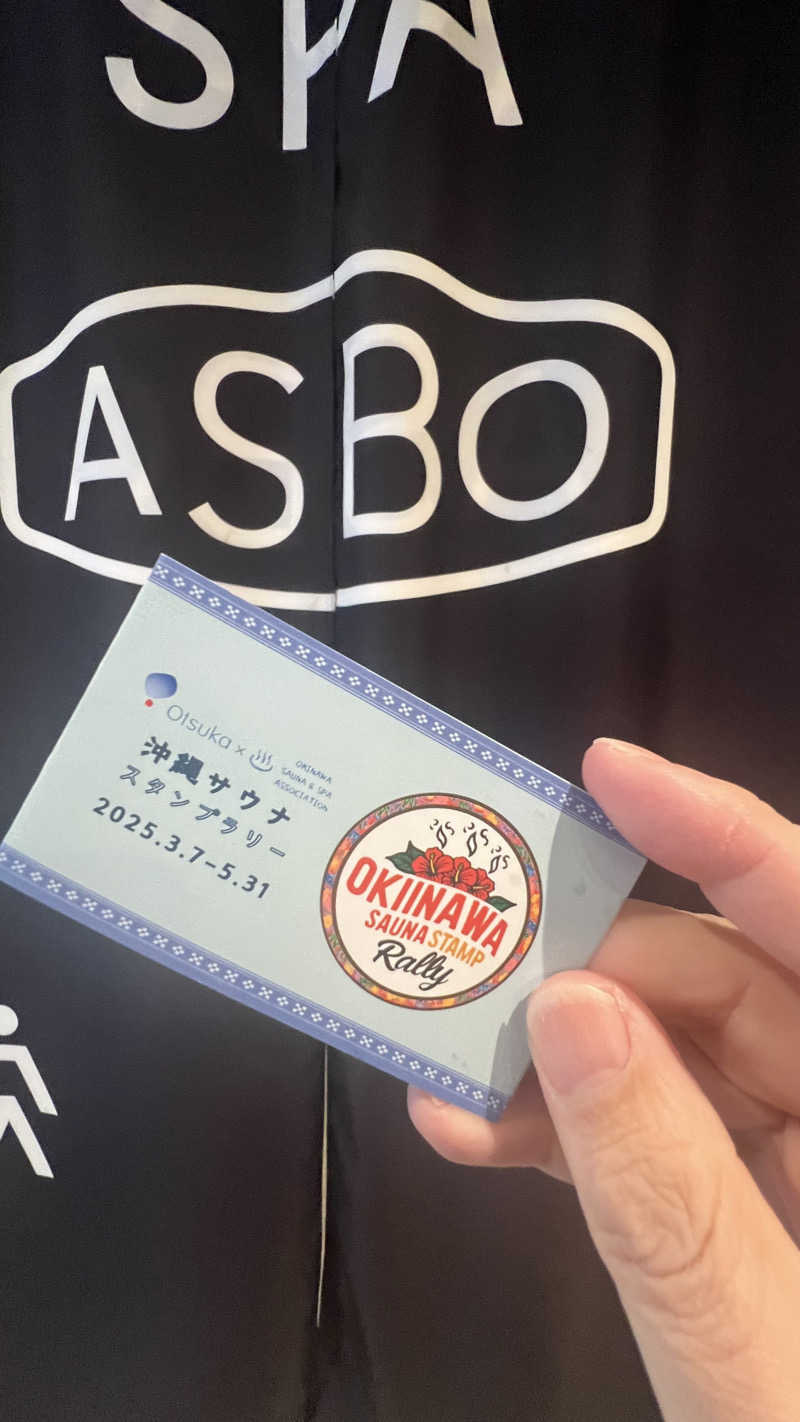 SPA
ASBO
Otsuka × OKINAWA
SAUNA & SPA
ASSOCIATION
沖縄サウナ
スタンプラリー
2025.3.7–5.31
OKIINAWA
SAUNA STAMP
Rally